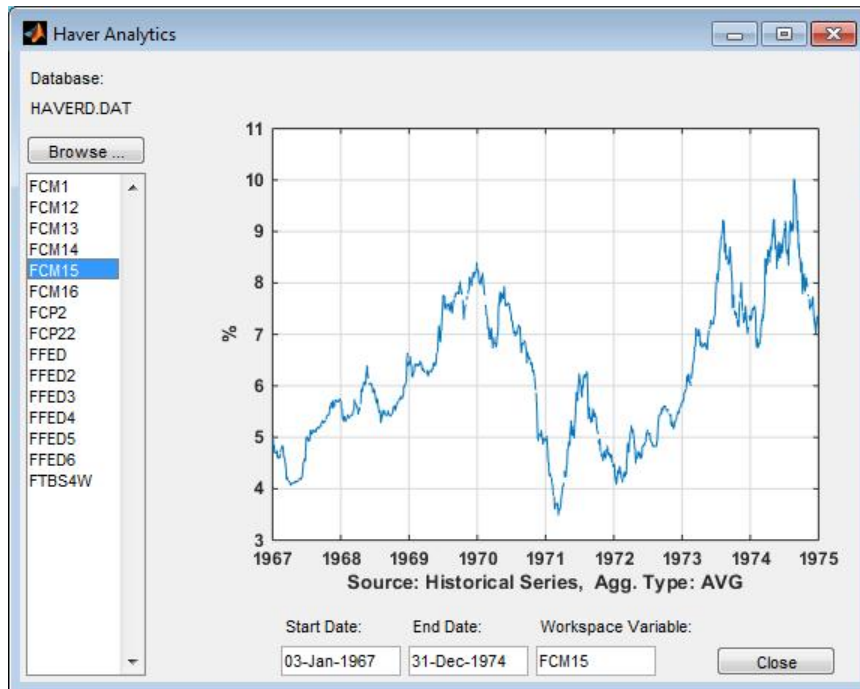 Haver Analytics
Database:
HAVERD.DAT
Browse ...
FCM1
FCM12
FCM13
FCM14
FCM15
FCM16
FCP2
FCP22
FFED
FFED2
FFED3
FFED4
FFED5
FFED6
FTBS4W
11
10
9
8
7
6
5
4
3
%
1967 1968 1969 1970 1971 1972 1973 1974 1975
Source: Historical Series, Agg. Type: AVG
Start Date: End Date: Workspace Variable:
03-Jan-1967 31-Dec-1974 FCM15 Close